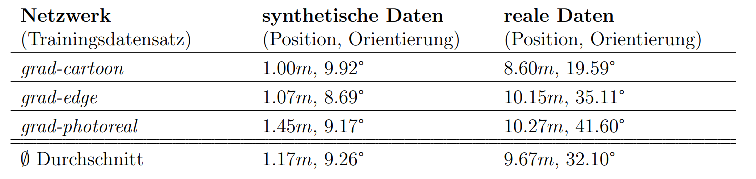 Netzwerk synthetische Daten reale Daten
(Trainingsdatensatz) (Position, Orientierung) (Position, Orientierung)
grad-cartoon 1.00m, 9.92° 8.60m, 19.59°
grad-edge 1.07m, 8.69° 10.15m, 35.11°
grad-photoreal 1.45m, 9.17° 10.27m, 41.60°
∅ Durchschnitt 1.17m, 9.26° 9.67m, 32.10°